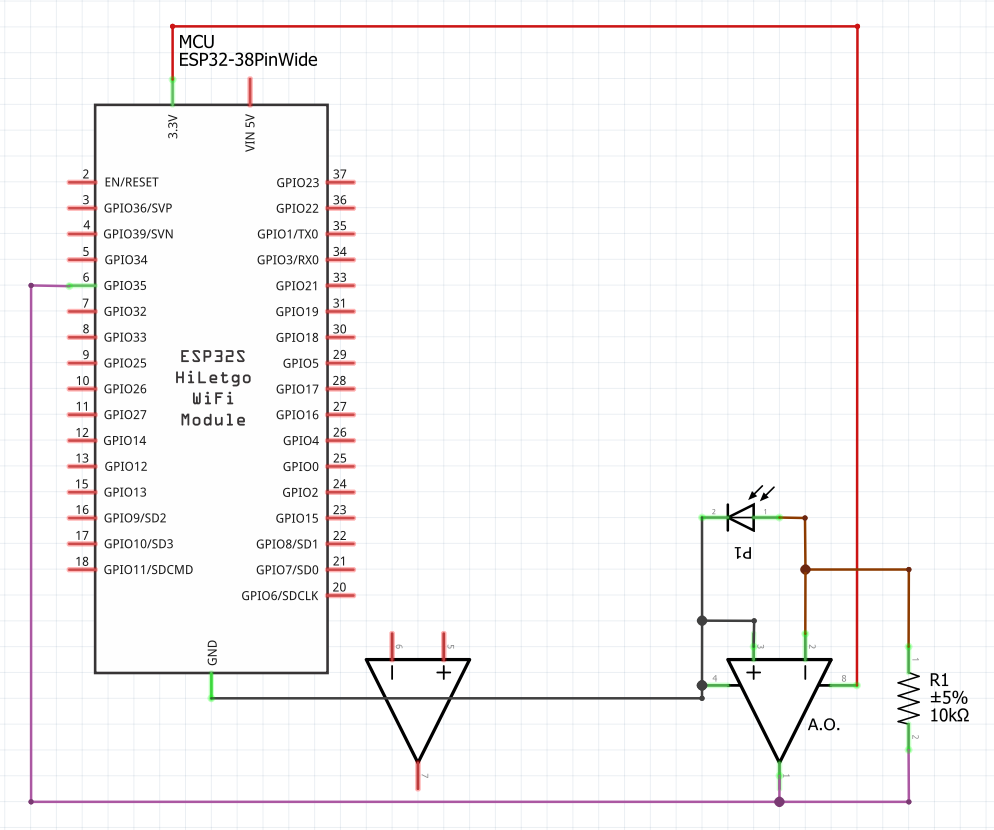 MCU
ESP32-38PinWide
3.3V
VIN 5V
2 EN/RESET
GPIO23 37
3 GPIO36/SVP
GPIO22 36
4 GPIO39/SVN
GPIO1/TX0 35
5 GPIO34
GPIO3/RX0 34
6 GPIO35
GPIO21 33
7 GPIO32
GPIO19 31
8 GPIO33
GPIO18 30
9 GPIO25
GPIO5 29
10 GPIO26
GPIO17 28
11 GPIO27
GPIO16 27
12 GPIO14
GPIO4 26
13 GPIO12
GPIO0 25
15 GPIO13
GPIO2 24
16 GPIO9/SD2
GPIO15 23
17 GPIO10/SD3
GPIO8/SD1 22
18 GPIO11/SDCMD
GPIO7/SD0 21
GPIO6/SDCLK 20
ESP32S
HiLetgo
WiFi
Module
GND
2 1
P1
6 5
7
3 2
4 8
A.O.
1
1
R1
±5%
10kΩ
2